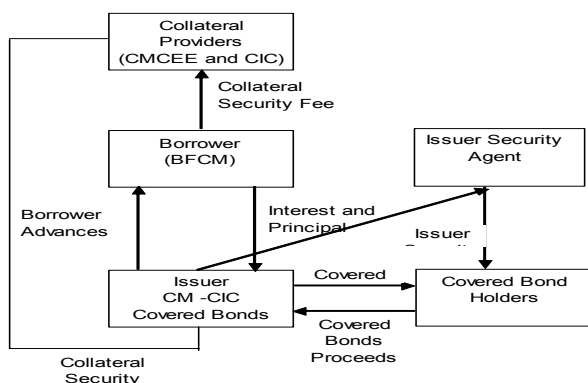 Collateral
Providers
(CMCEE and CIC)
Collateral
Security Fee
Borrower
(BFCM)
Issuer Security
Agent
Borrower
Advances
Interest and
Principal
Issuer
Issuer
CM -CIC
Covered Bonds
Covered
Covered Bond
Holders
Covered
Bonds
Proceeds
Collateral
Security